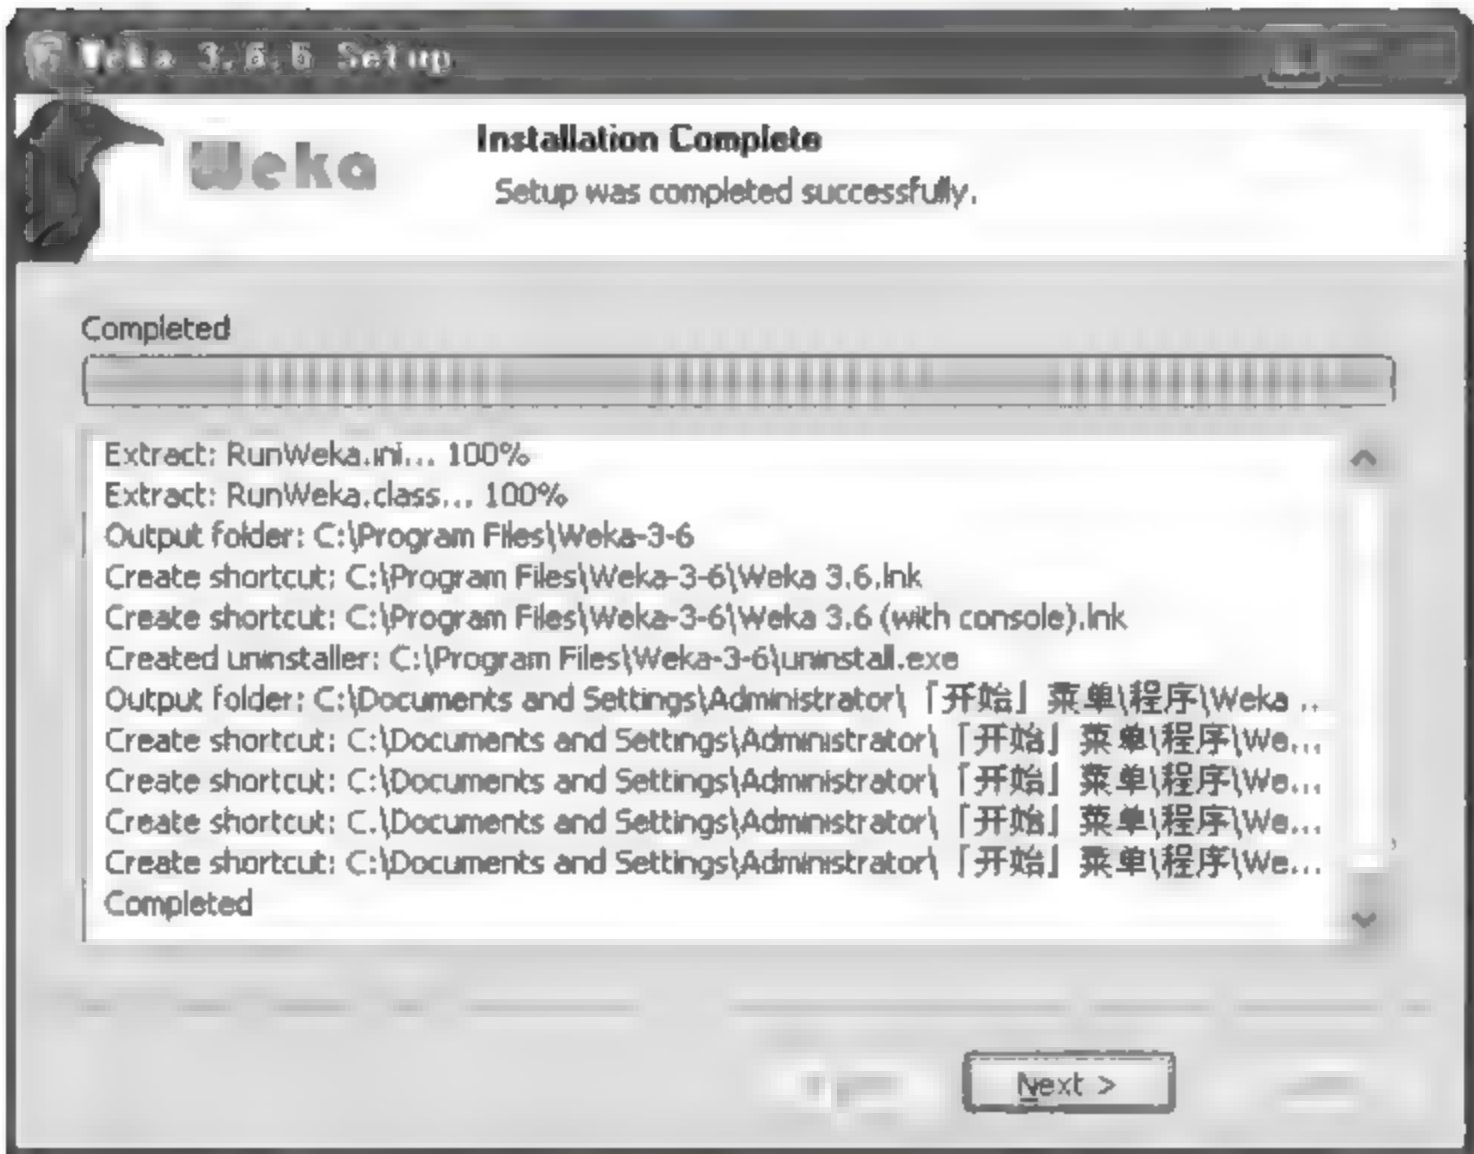 Weka 3.6.5 Setup
Weka
Installation Complete
Setup was completed successfully.
Completed
Extract: RunWeka.ini... 100%
Extract: RunWeka.class... 100%
Output folder: C:\Program Files\Weka-3-6
Create shortcut: C:\Program Files\Weka-3-6\Weka 3.6.lnk
Create shortcut: C:\Program Files\Weka-3-6\Weka 3.6 (with console).lnk
Created uninstaller: C:\Program Files\Weka-3-6\uninstall.exe
Output folder: C:\Documents and Settings\Administrator\「开始」菜单\程序\Weka ..
Create shortcut: C:\Documents and Settings\Administrator\「开始」菜单\程序\We...
Create shortcut: C:\Documents and Settings\Administrator\「开始」菜单\程序\We...
Create shortcut: C:\Documents and Settings\Administrator\「开始」菜单\程序\We...
Create shortcut: C:\Documents and Settings\Administrator\「开始」菜单\程序\We...
Completed
Next >